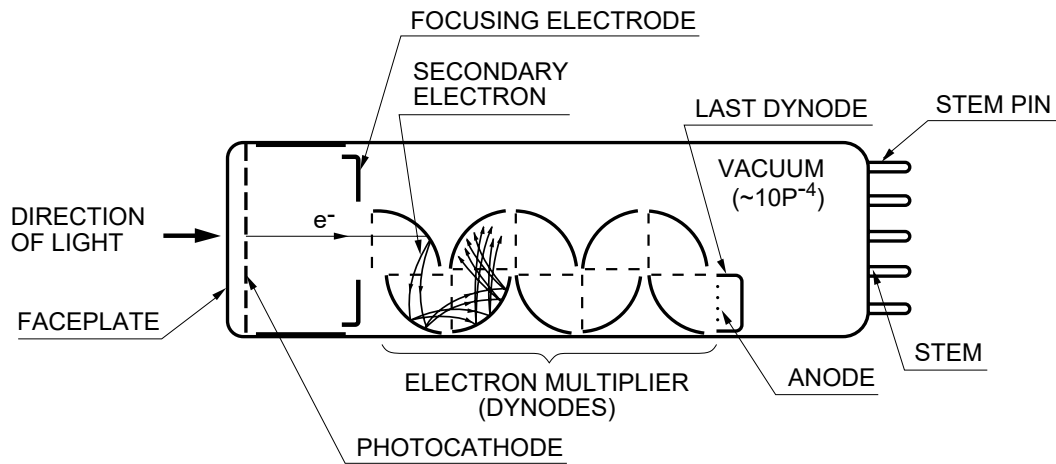 FOCUSING ELECTRODE
SECONDARY
ELECTRON
LAST DYNODE
STEM PIN
VACUUM
(~10P⁻⁴)
DIRECTION
OF LIGHT
e⁻
FACEPLATE
STEM
ELECTRON MULTIPLIER
(DYNODES)
ANODE
PHOTOCATHODE